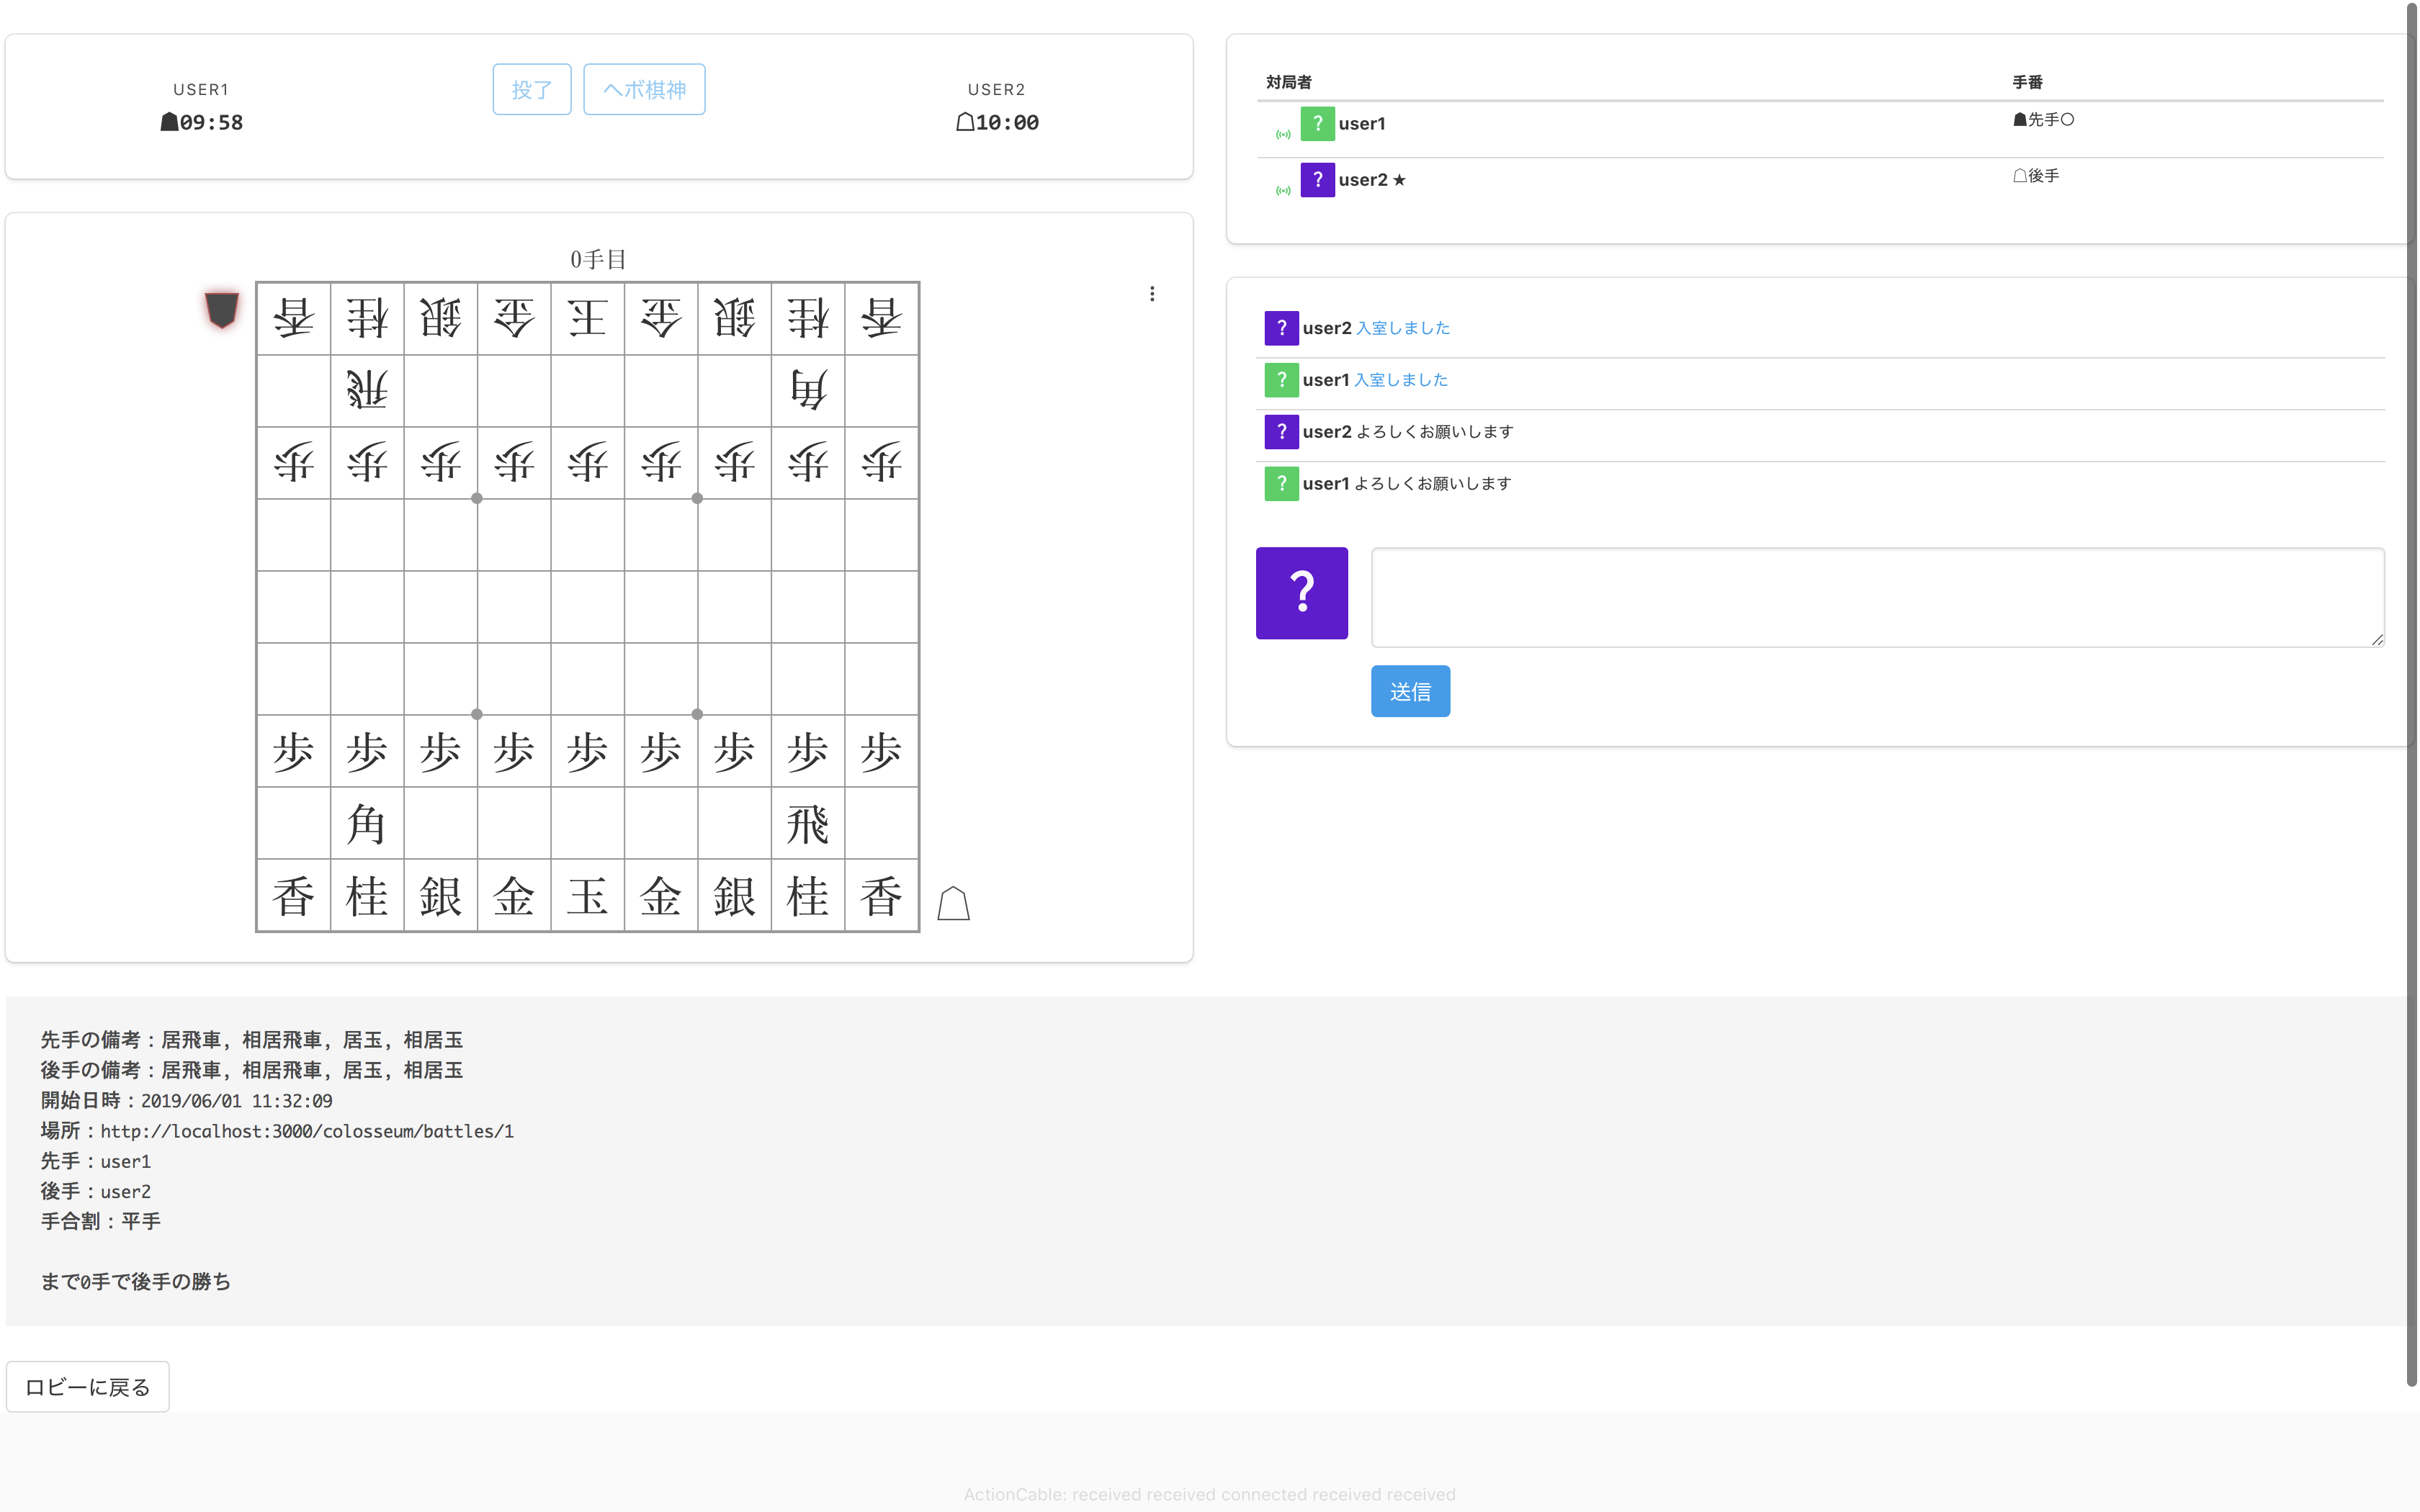 USER1
☗09:58
投了
ヘボ棋神
USER2
☖10:00
0手目
香桂銀金王金銀桂香
飛角
歩歩歩歩歩歩歩歩歩
歩歩歩歩歩歩歩歩歩
角飛
香桂銀金玉金銀桂香
対局者 手番
? user1 ☗先手○
? user2 ★ ☖後手
? user2 入室しました
? user1 入室しました
? user2 よろしくお願いします
? user1 よろしくお願いします
?
送信
先手の備考：居飛車, 相居飛車, 居玉, 相居玉
後手の備考：居飛車, 相居飛車, 居玉, 相居玉
開始日時：2019/06/01 11:32:09
場所：http://localhost:3000/colosseum/battles/1
先手：user1
後手：user2
手合割：平手
まで0手で後手の勝ち
ロビーに戻る
ActionCable: received received connected received received